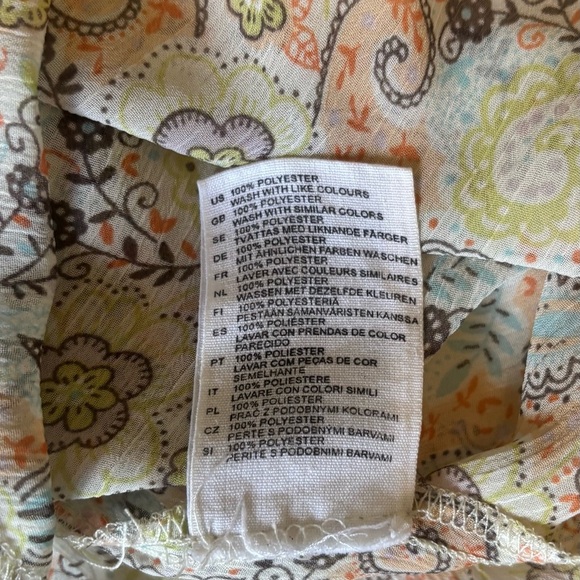 US 100% POLYESTER
WASH WITH LIKE COLOURS
GB 100% POLYESTER
WASH WITH SIMILAR COLORS
SE 100% POLYESTER
TVÄTTAS MED LIKNANDE FÄRGER
DE 100% POLYESTER
MIT ÄHNLICHEN FARBEN WASCHEN
FR 100% POLYESTER
LAVER AVEC COULEURS SIMILAIRES
NL 100% POLYESTER
WASSEN MET DEZELFDE KLEUREN
FI 100% POLYESTERIÄ
PESTÄÄN SAMANVÄRISTEN KANSSA
ES 100% POLIÉSTER
LAVAR CON PRENDAS DE COLOR
PARECIDO
PT 100% POLIESTER
LAVAR COM PEÇAS DE COR
SEMELHANTE
IT 100% POLIESTERE
LAVARE CON COLORI SIMILI
PL 100% POLIESTER
PRAĆ Z PODOBNYMI KOLORAMI
CZ 100% POLYESTER
PERTE S PODOBNÝMI BARVAMI
SI 100% POLYESTER
PERITE S PODOBNIMI BARVAMI